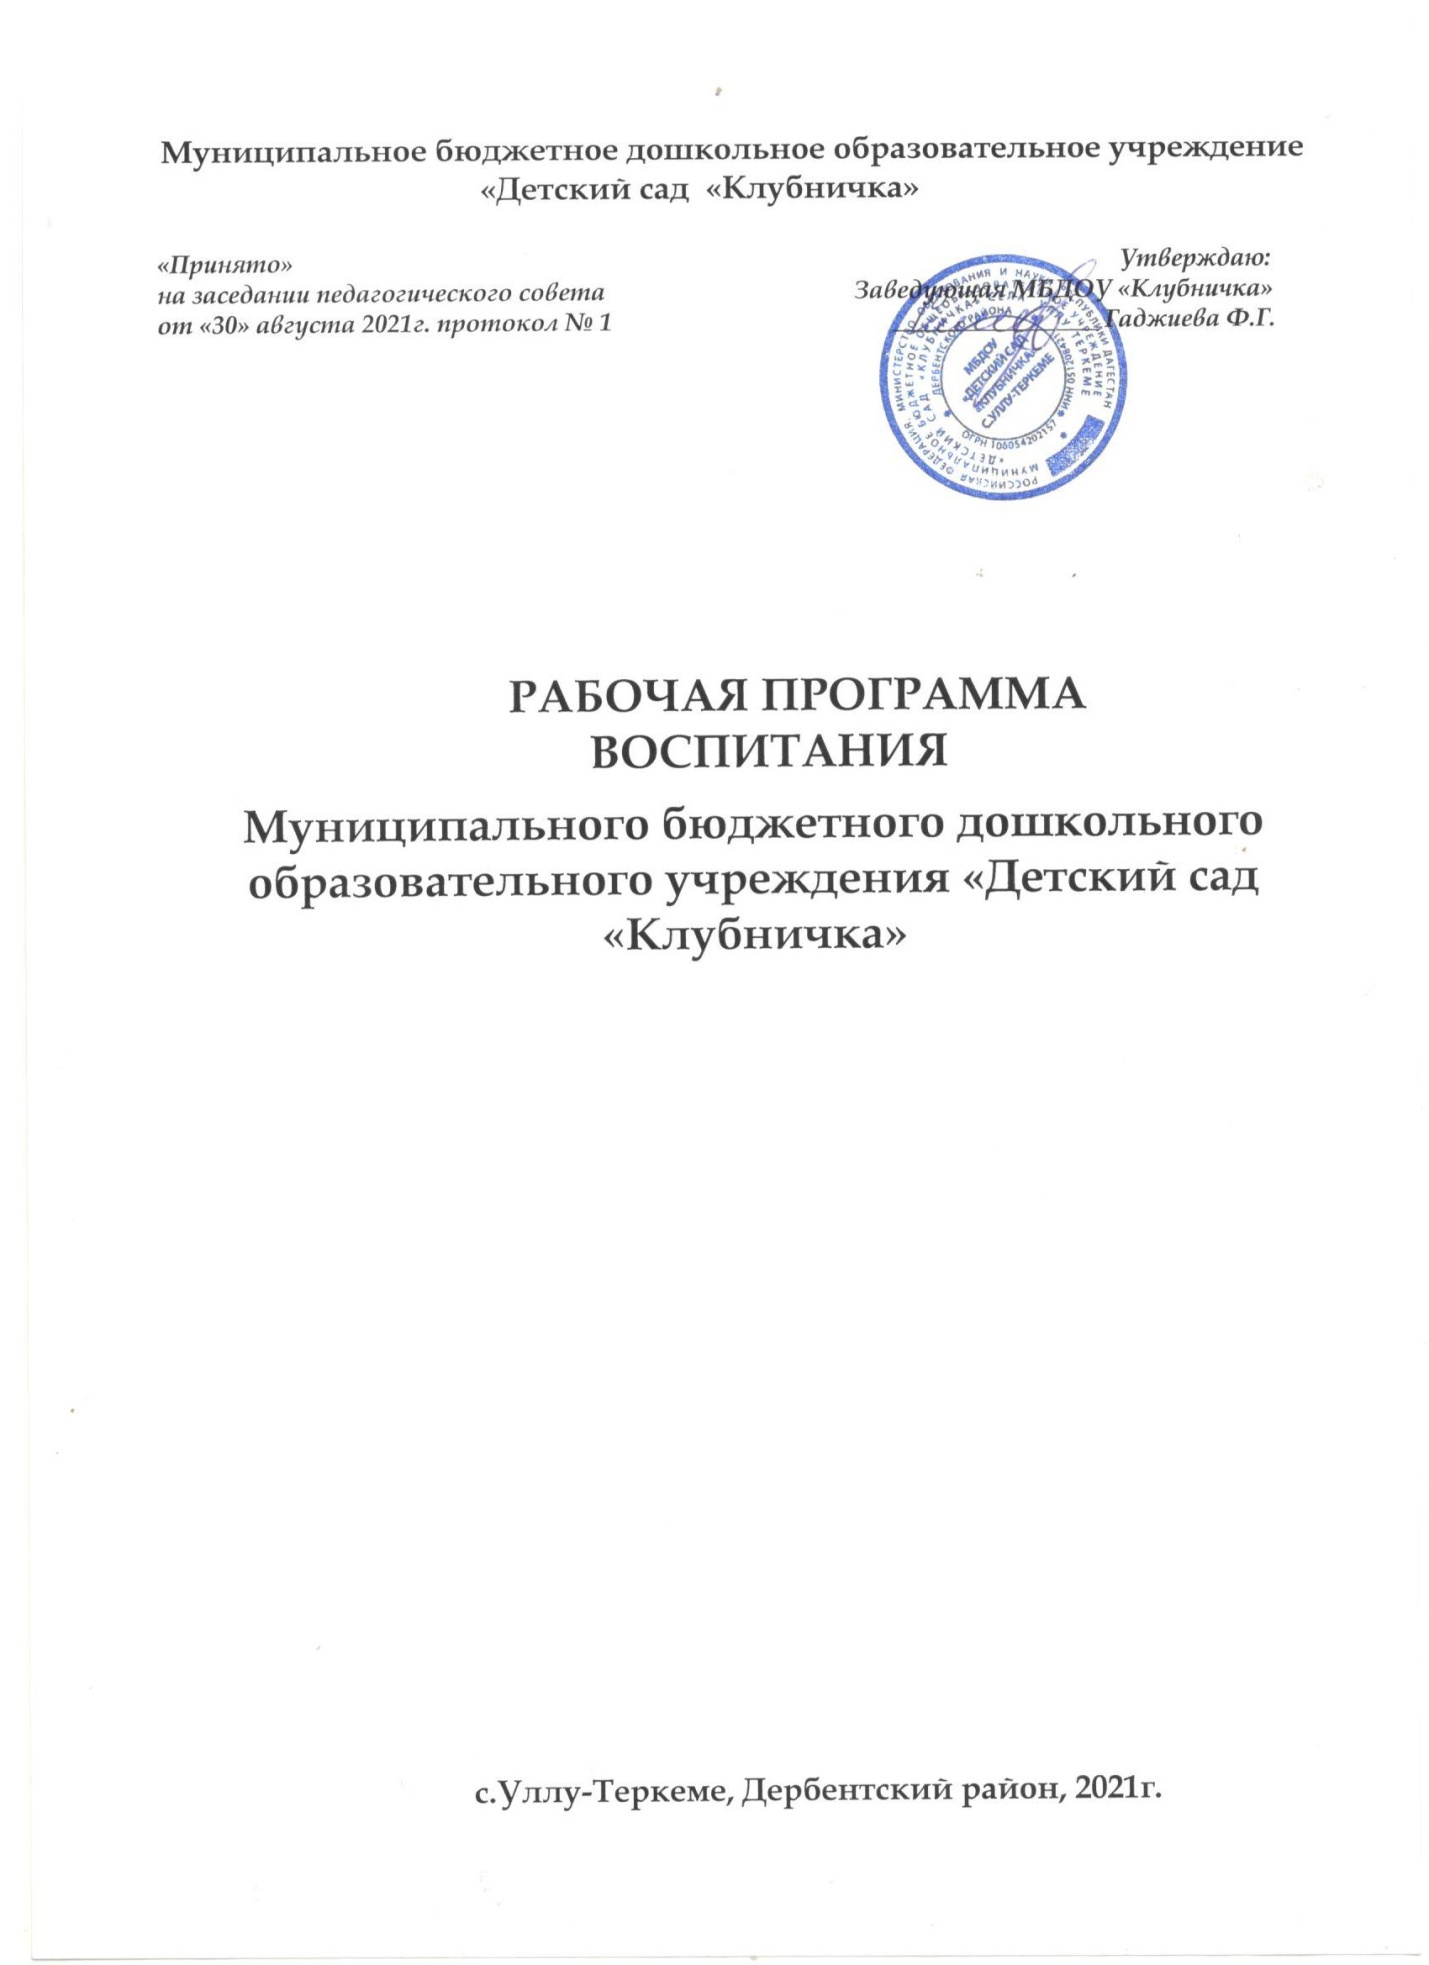 Муниципальное бюджетное дошкольное образовательное учреждение
«Детский сад «Клубничка»
«Принято»
на заседании педагогического совета
от «30» августа 2021г. протокол № 1
Утверждаю:
Заведующая МБДОУ «Клубничка»
Гаджиева Ф.Г.
МБДОУ
«ДЕТСКИЙ САД
«КЛУБНИЧКА»
С.УЛЛУ-ТЕРКЕМЕ
РАБОЧАЯ ПРОГРАММА
ВОСПИТАНИЯ
Муниципального бюджетного дошкольного
образовательного учреждения «Детский сад
«Клубничка»
с.Уллу-Теркеме, Дербентский район, 2021г.